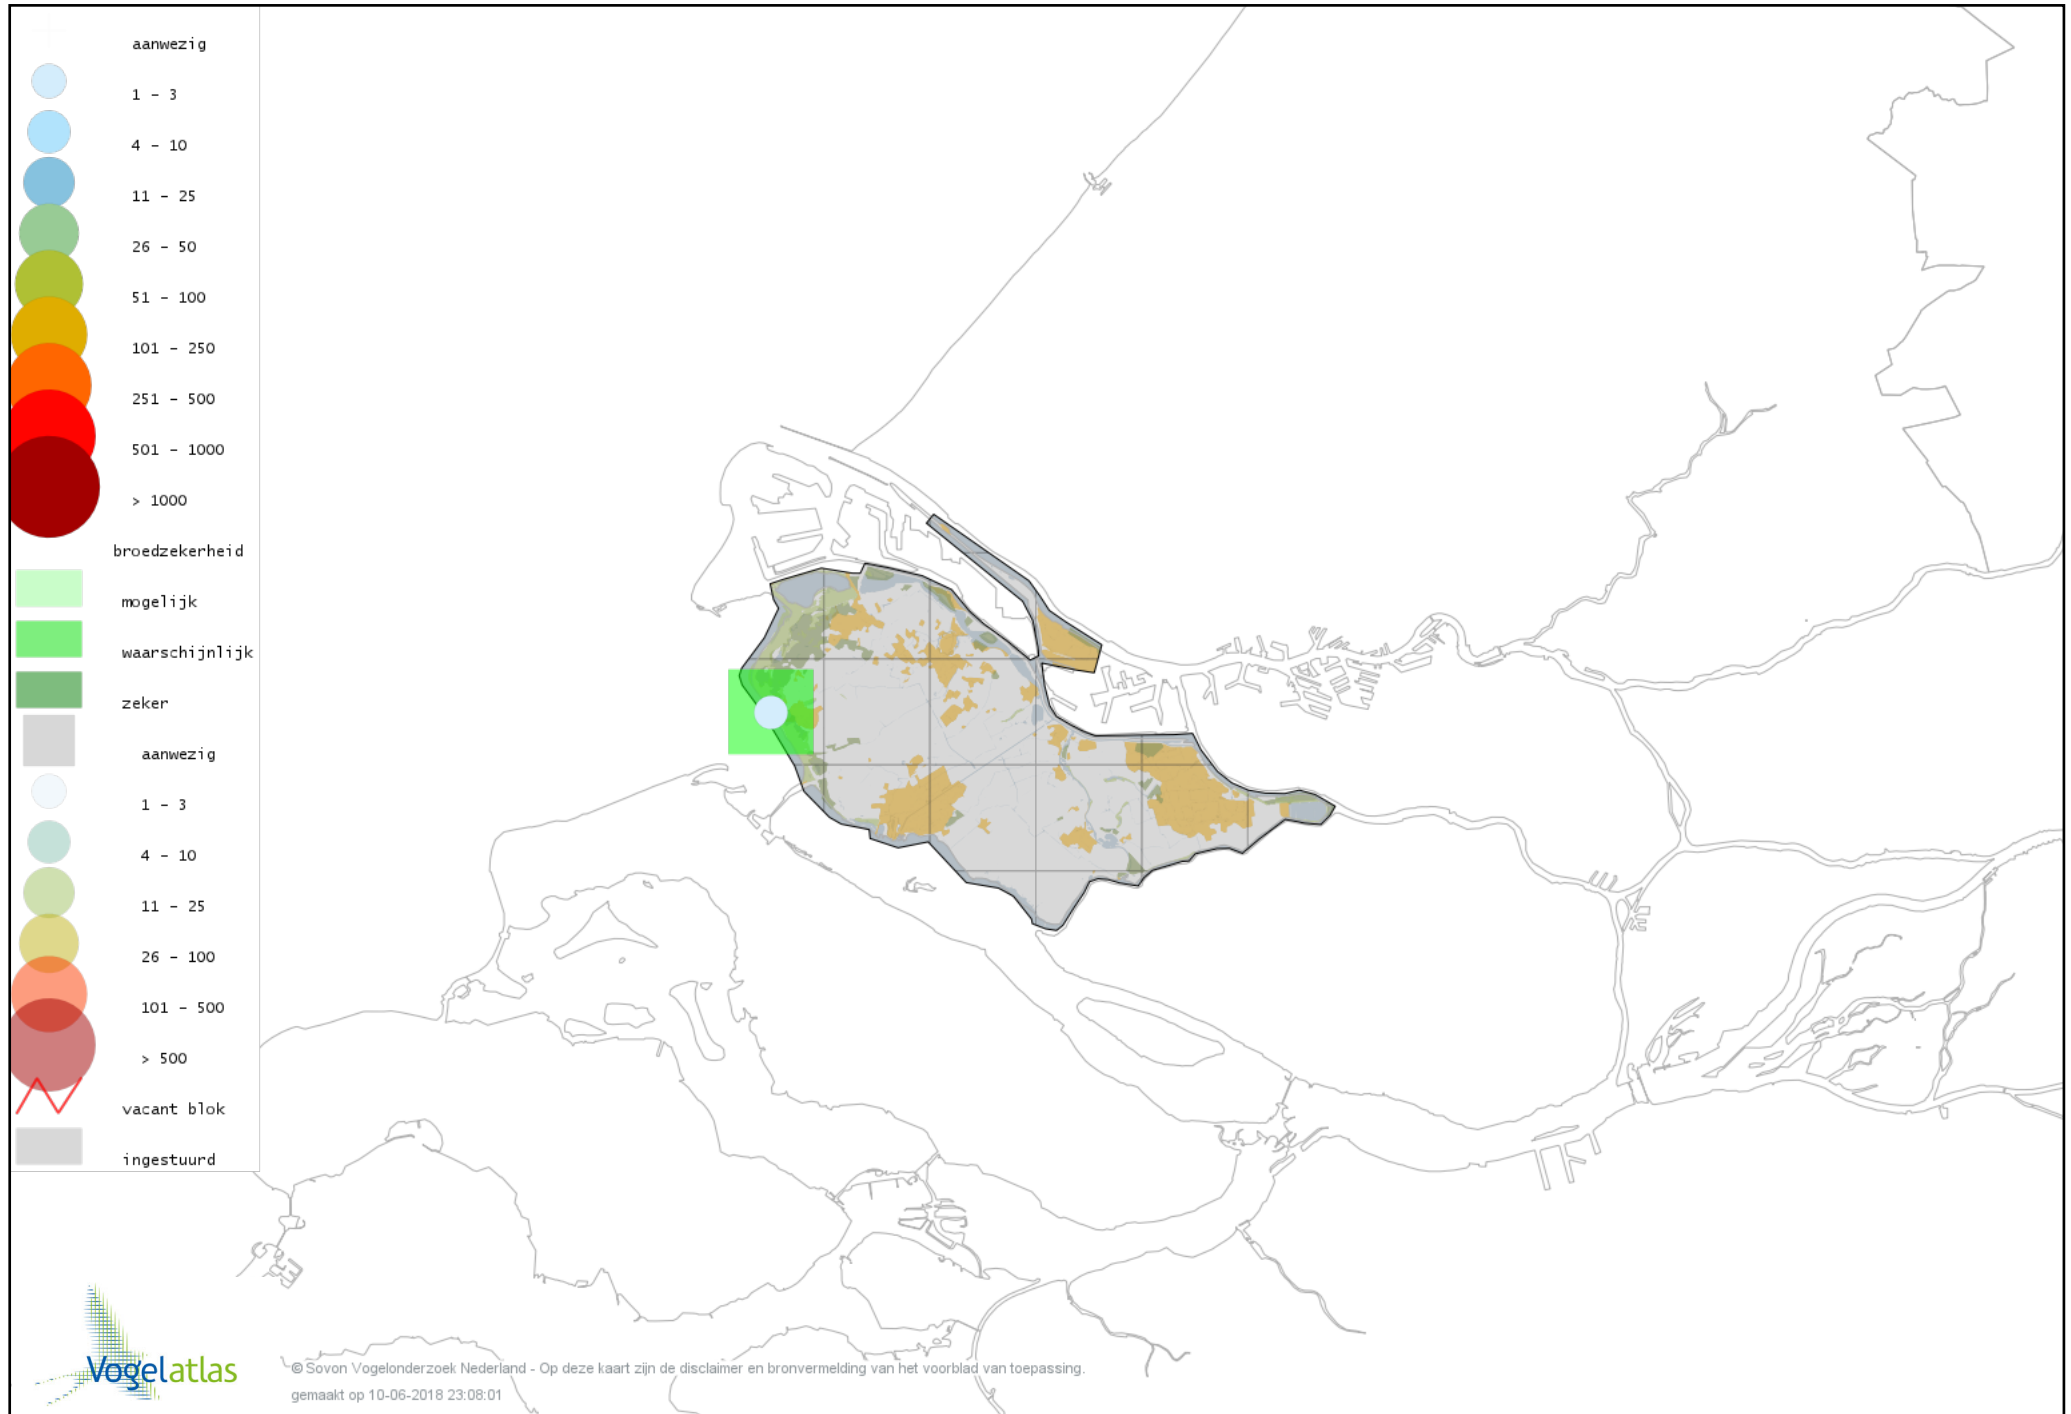 aanwezig
1 - 3
4 - 10
11 - 25
26 - 50
51 - 100
101 - 250
251 - 500
501 - 1000
> 1000
broedzekerheid
mogelijk
waarschijnlijk
zeker
aanwezig
1 - 3
4 - 10
11 - 25
26 - 100
101 - 500
> 500
vacant blok
ingestuurd
Vogelatlas
© Sovon Vogelonderzoek Nederland - Op deze kaart zijn de disclaimer en bronvermelding van het voorblad van toepassing.
gemaakt op 10-06-2018 23:08:01